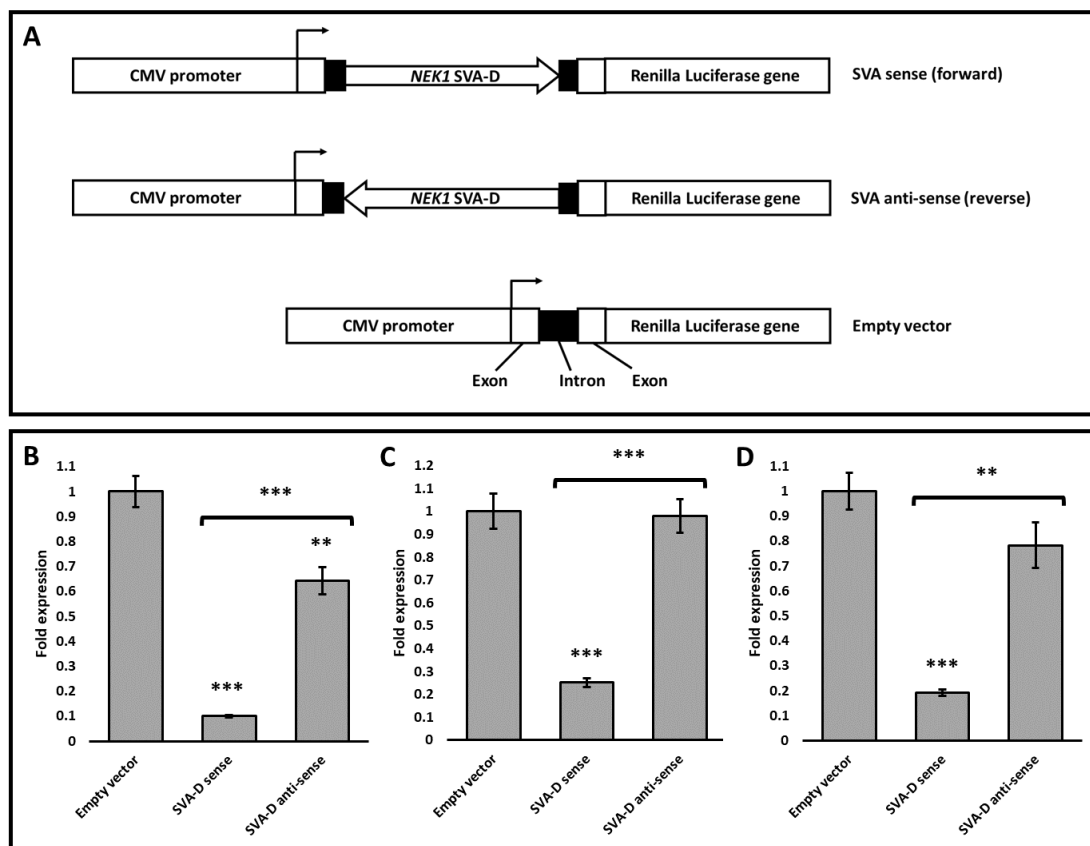 A
CMV promoter NEK1 SVA-D Renilla Luciferase gene SVA sense (forward)
CMV promoter NEK1 SVA-D Renilla Luciferase gene SVA anti-sense (reverse)
CMV promoter Renilla Luciferase gene Empty vector
Exon Intron Exon
B
Fold expression
1.1
1
0.9
0.8
0.7
0.6
0.5
0.4
0.3
0.2
0.1
0
***
**
***
Empty vector
SVA-D sense
SVA-D anti-sense
C
Fold expression
1.2
1.1
1
0.9
0.8
0.7
0.6
0.5
0.4
0.3
0.2
0.1
0
***
***
Empty vector
SVA-D sense
SVA-D anti-sense
D
Fold expression
1.1
1
0.9
0.8
0.7
0.6
0.5
0.4
0.3
0.2
0.1
0
**
***
Empty vector
SVA-D sense
SVA-D anti-sense